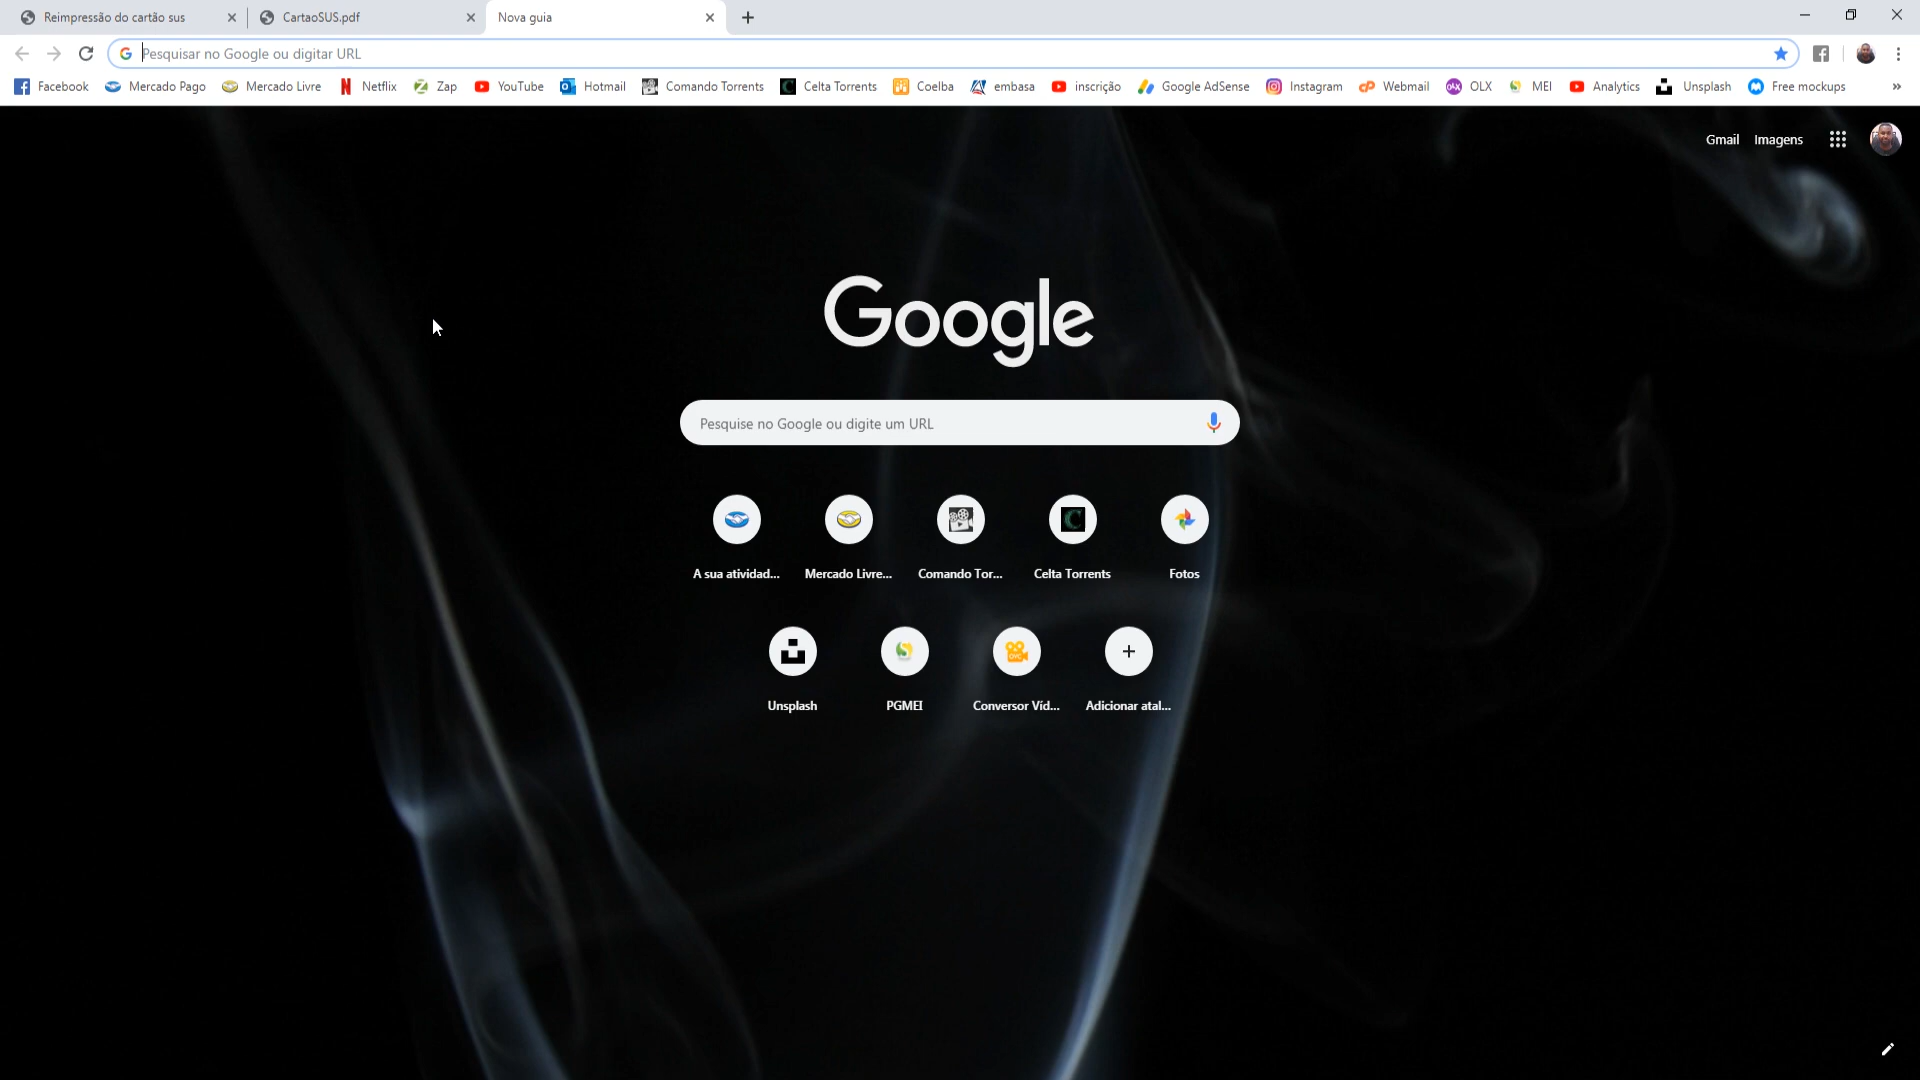 Reimpressão do cartão sus
CartaoSUS.pdf
Nova guia
Pesquisar no Google ou digitar URL
Facebook
Mercado Pago
Mercado Livre
Netflix
Zap
YouTube
Hotmail
Comando Torrents
Celta Torrents
Coelba
embasa
inscrição
Google AdSense
Instagram
Webmail
OLX
MEI
Analytics
Unsplash
Free mockups
Gmail
Imagens
Google
Pesquise no Google ou digite um URL
A sua atividad...
Mercado Livre...
Comando Tor...
Celta Torrents
Fotos
Unsplash
PGMEI
Conversor Víd...
Adicionar atal...